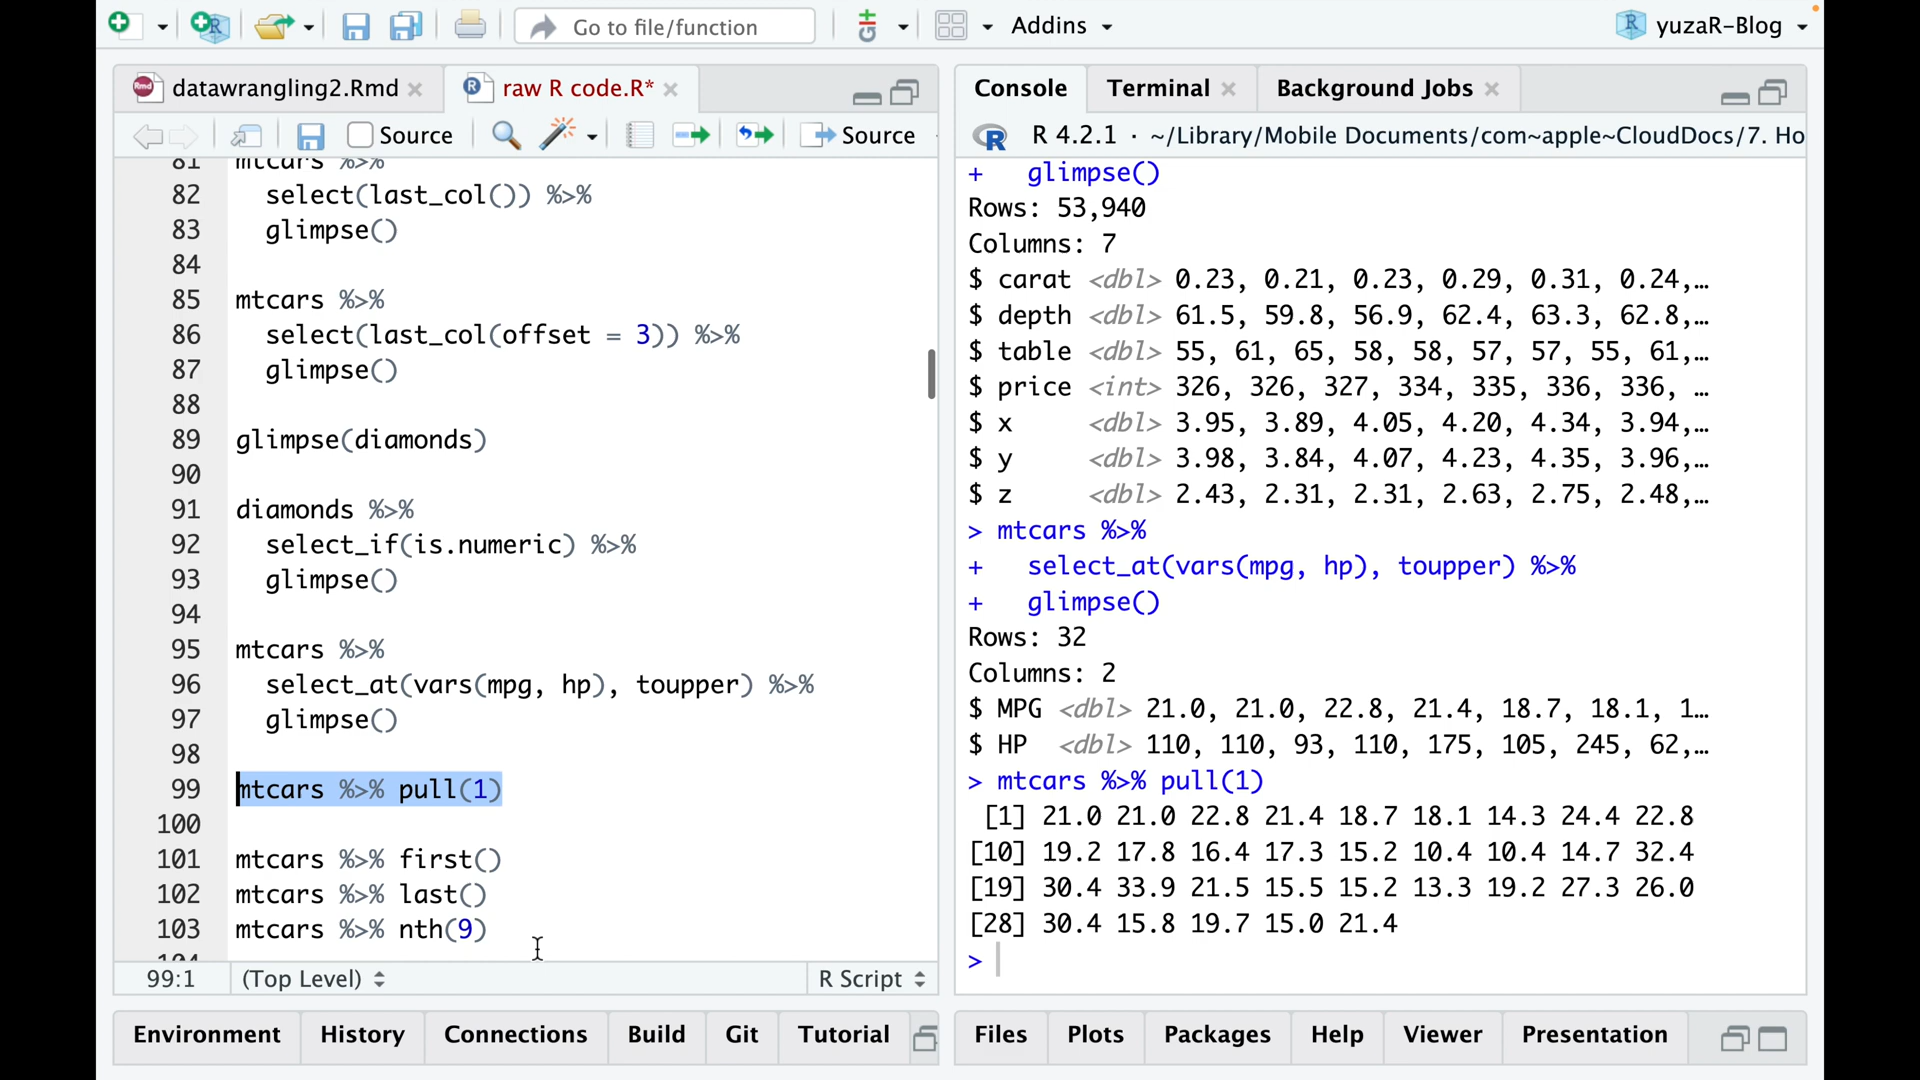 Go to file/function
Addins
yuzaR-Blog
datawrangling2.Rmd
raw R code.R*
Source
Source
81 mtcars %>%
82 select(last_col()) %>%
83 glimpse()
84
85 mtcars %>%
86 select(last_col(offset = 3)) %>%
87 glimpse()
88
89 glimpse(diamonds)
90
91 diamonds %>%
92 select_if(is.numeric) %>%
93 glimpse()
94
95 mtcars %>%
96 select_at(vars(mpg, hp), toupper) %>%
97 glimpse()
98
99 mtcars %>% pull(1)
100
101 mtcars %>% first()
102 mtcars %>% last()
103 mtcars %>% nth(9)
104
99:1 (Top Level) R Script
Environment History Connections Build Git Tutorial
Console Terminal Background Jobs
R 4.2.1 · ~/Library/Mobile Documents/com~apple~CloudDocs/7. Ho
+ glimpse()
Rows: 53,940
Columns: 7
$ carat <dbl> 0.23, 0.21, 0.23, 0.29, 0.31, 0.24,…
$ depth <dbl> 61.5, 59.8, 56.9, 62.4, 63.3, 62.8,…
$ table <dbl> 55, 61, 65, 58, 58, 57, 57, 55, 61,…
$ price <int> 326, 326, 327, 334, 335, 336, 336, …
$ x <dbl> 3.95, 3.89, 4.05, 4.20, 4.34, 3.94,…
$ y <dbl> 3.98, 3.84, 4.07, 4.23, 4.35, 3.96,…
$ z <dbl> 2.43, 2.31, 2.31, 2.63, 2.75, 2.48,…
> mtcars %>%
+ select_at(vars(mpg, hp), toupper) %>%
+ glimpse()
Rows: 32
Columns: 2
$ MPG <dbl> 21.0, 21.0, 22.8, 21.4, 18.7, 18.1, 1…
$ HP <dbl> 110, 110, 93, 110, 175, 105, 245, 62,…
> mtcars %>% pull(1)
[1] 21.0 21.0 22.8 21.4 18.7 18.1 14.3 24.4 22.8
[10] 19.2 17.8 16.4 17.3 15.2 10.4 10.4 14.7 32.4
[19] 30.4 33.9 21.5 15.5 15.2 13.3 19.2 27.3 26.0
[28] 30.4 15.8 19.7 15.0 21.4
>
Files Plots Packages Help Viewer Presentation